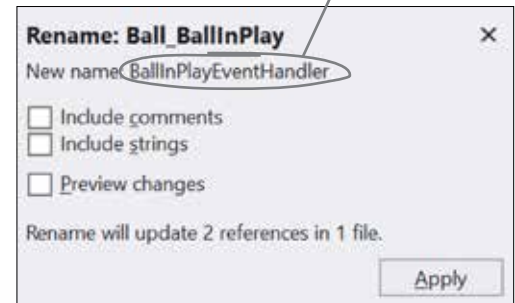 Rename: Ball_BallInPlay
New name: BallInPlayEventHandler
Include comments
Include strings
Preview changes
Rename will update 2 references in 1 file.
Apply